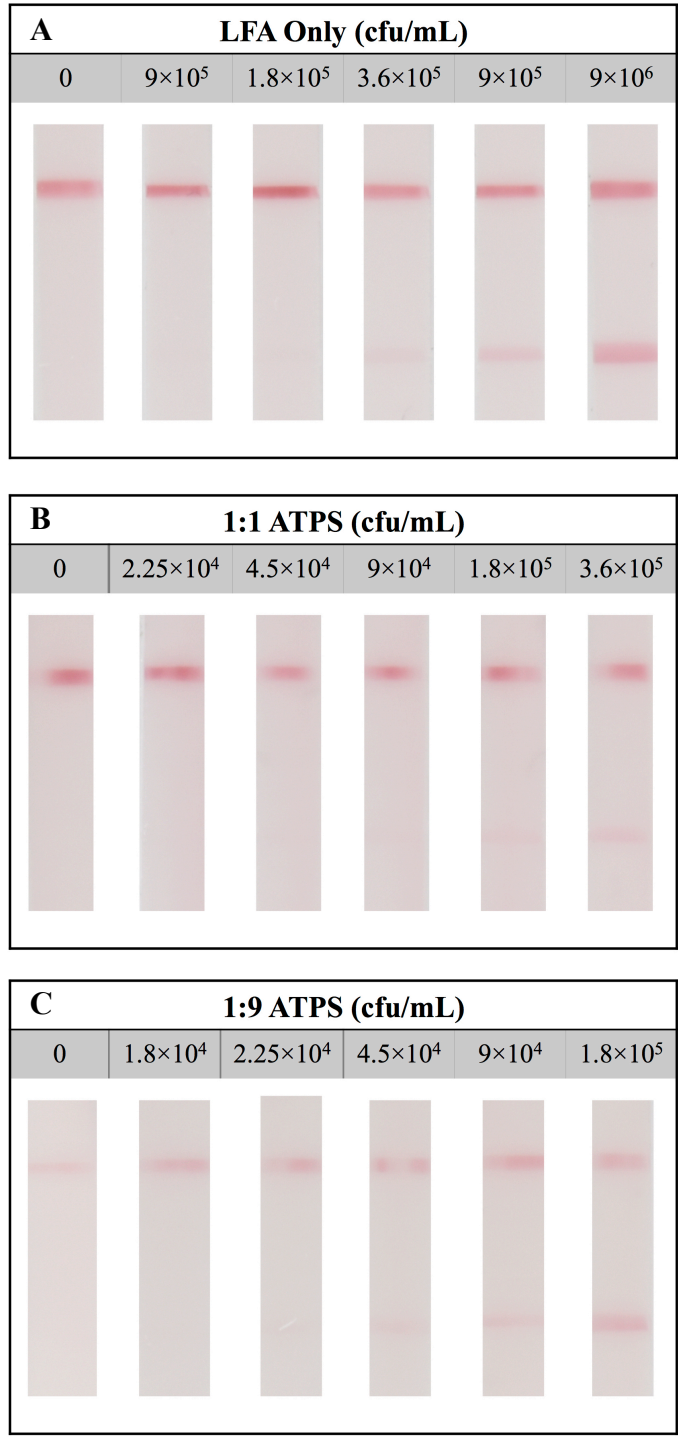 A LFA Only (cfu/mL)
0 9×10⁵ 1.8×10⁵ 3.6×10⁵ 9×10⁵ 9×10⁶
B 1:1 ATPS (cfu/mL)
0 2.25×10⁴ 4.5×10⁴ 9×10⁴ 1.8×10⁵ 3.6×10⁵
C 1:9 ATPS (cfu/mL)
0 1.8×10⁴ 2.25×10⁴ 4.5×10⁴ 9×10⁴ 1.8×10⁵